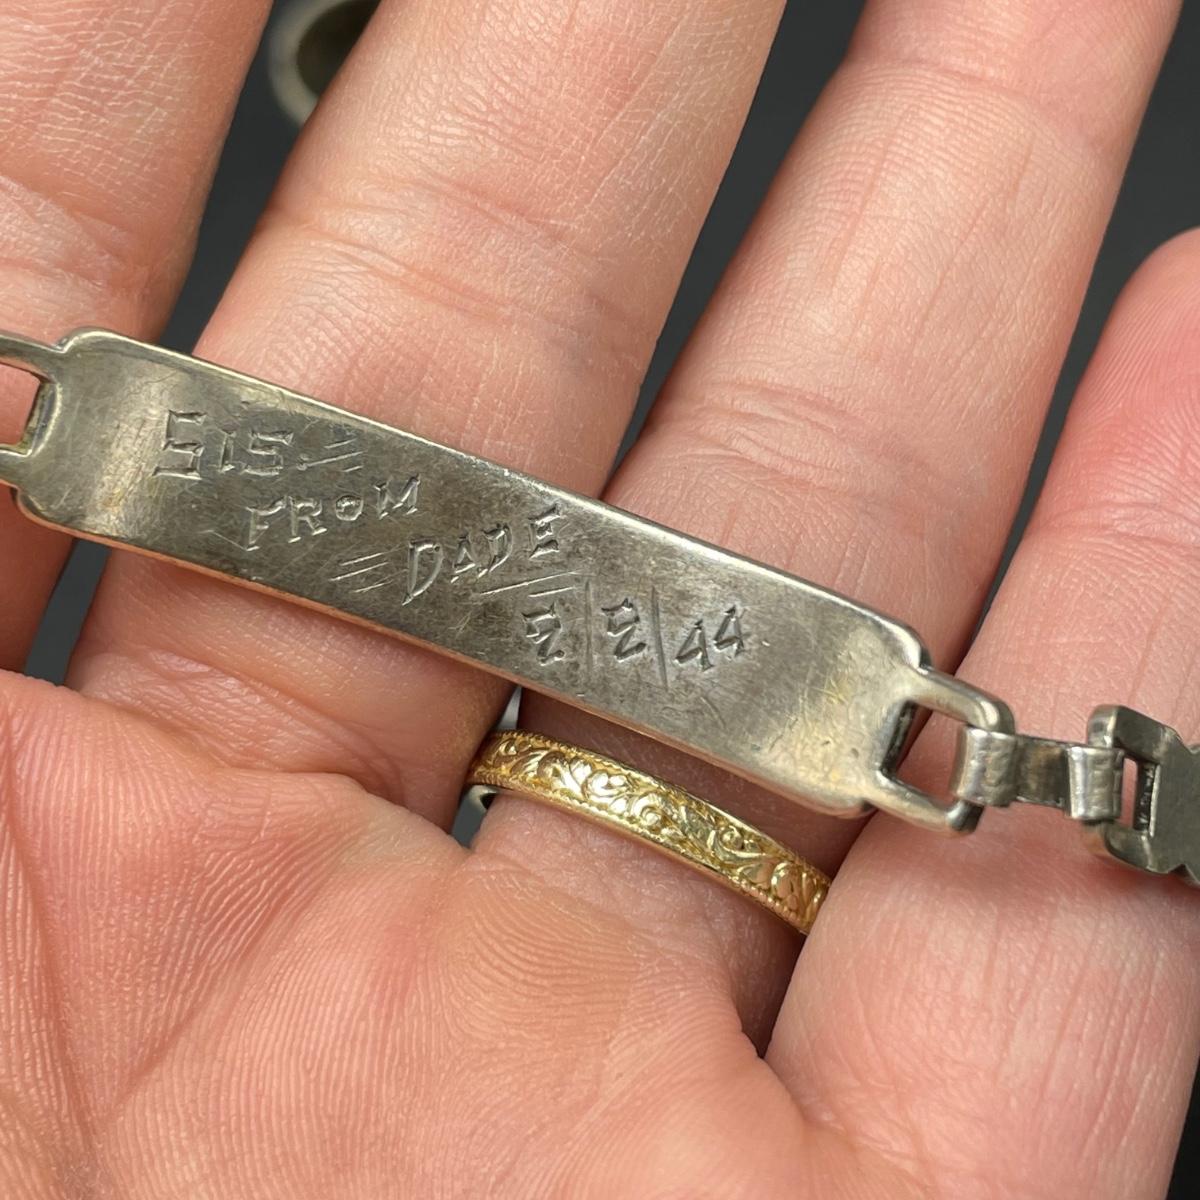 SIS.=
FROM
=DADE
2/2/44